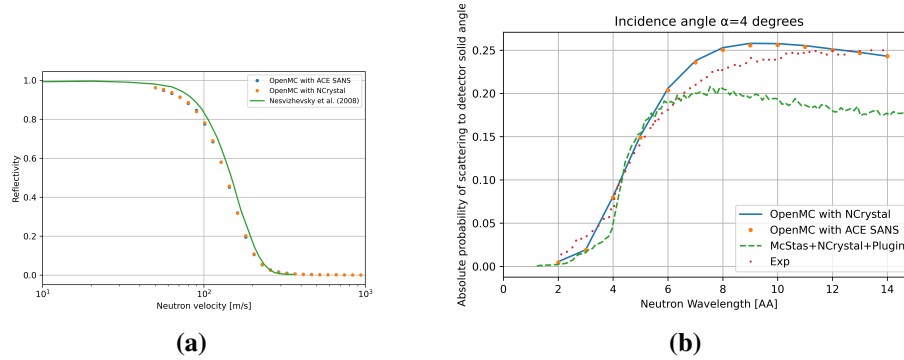 OpenMC with ACE SANS
OpenMC with NCrystal
Nesvizhevsky et al. (2008)
1.0
0.8
0.6
0.4
0.2
0.0
Reflectivity
10^1
10^2
10^3
Neutron velocity [m/s]
(a)
Incidence angle α=4 degrees
Absolute probability of scattering to detector solid angle
0.25
0.20
0.15
0.10
0.05
0.00
OpenMC with NCrystal
OpenMC with ACE SANS
McStas+NCrystal+Plugin
Exp
0
2
4
6
8
10
12
14
Neutron Wavelength [AA]
(b)